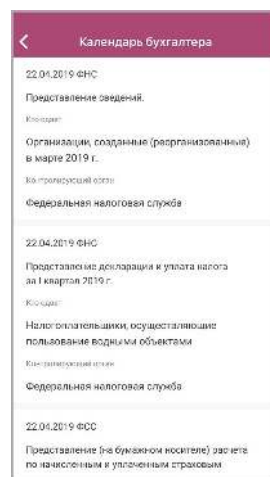 Календарь бухгалтера
22.04.2019 ФНС
Представление сведений.
Кто сдает
Организации, созданные (реорганизованные)
в марте 2019 г.
Контролирующий орган
Федеральная налоговая служба
22.04.2019 ФНС
Представление декларации и уплата налога
за I квартал 2019 г.
Кто сдает
Налогоплательщики, осуществляющие
пользование водными объектами
Контролирующий орган
Федеральная налоговая служба
22.04.2019 ФСС
Представление (на бумажном носителе) расчета
по начисленным и уплаченным страховым